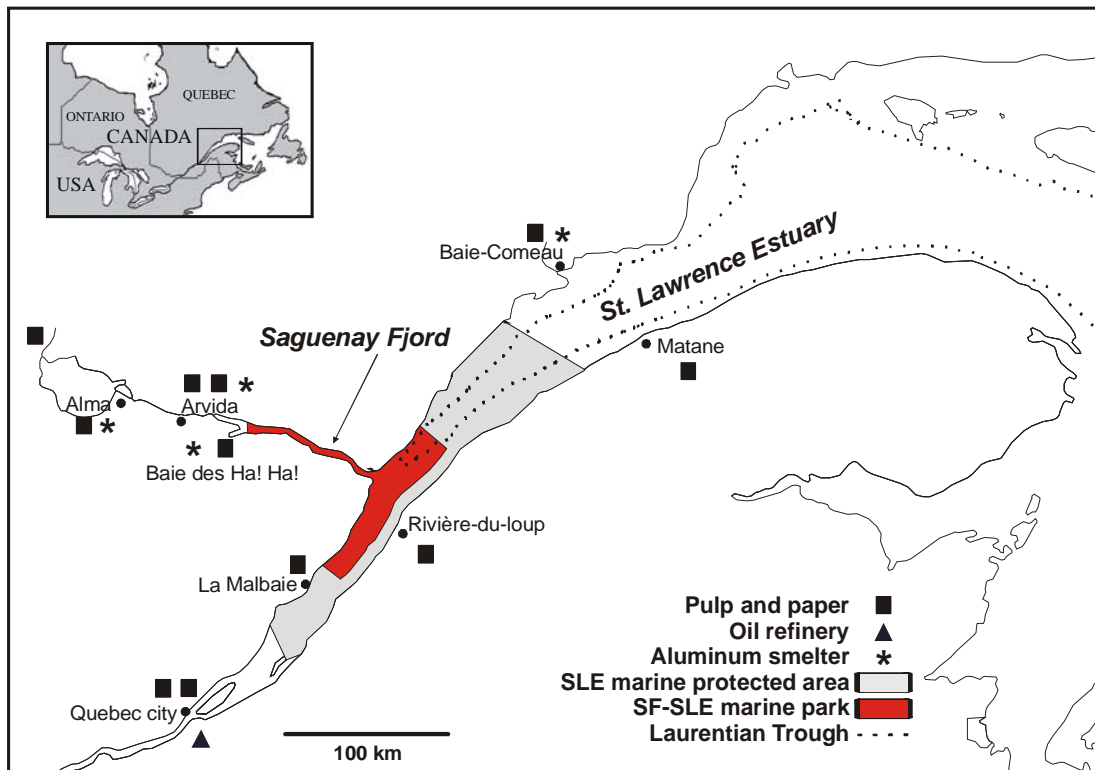 QUEBEC
ONTARIO
CANADA
USA
Baie-Comeau
St. Lawrence Estuary
Saguenay Fjord
Matane
Alma
Arvida
Baie des Ha! Ha!
Rivière-du-loup
La Malbaie
Quebec city
100 km
Pulp and paper
Oil refinery
Aluminum smelter
SLE marine protected area
SF-SLE marine park
Laurentian Trough